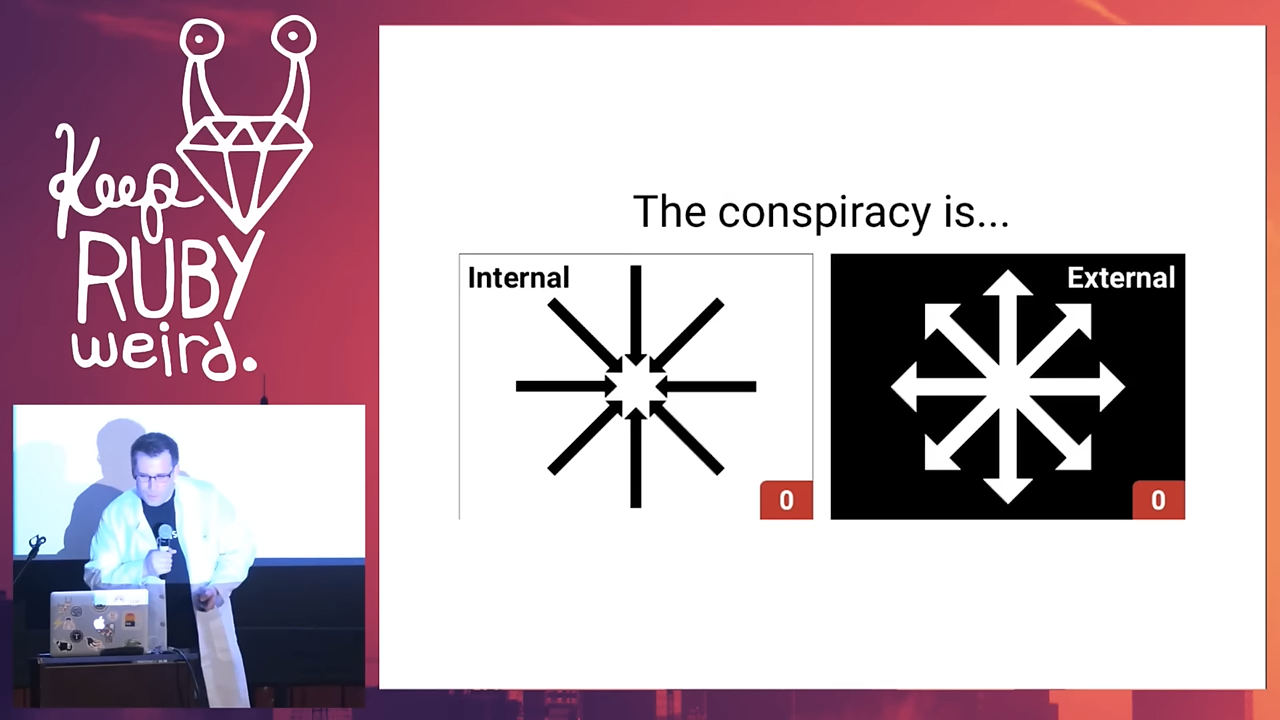 Keep
RUBY
weird.
The conspiracy is...
Internal
External
0
0